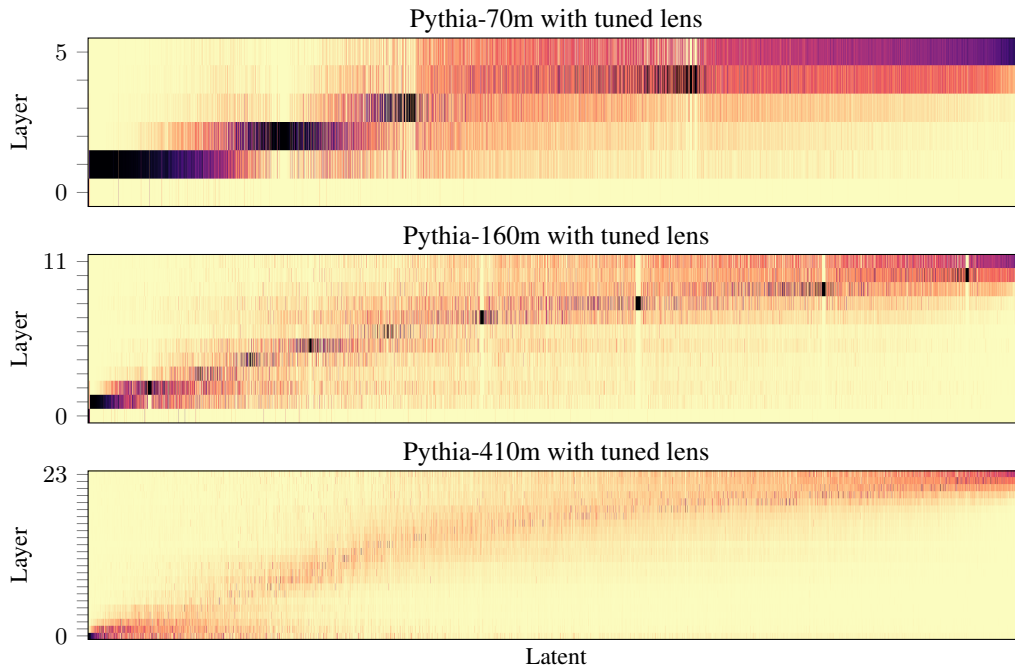 Pythia-70m with tuned lens
5
Layer
0
Pythia-160m with tuned lens
11
Layer
0
Pythia-410m with tuned lens
23
Layer
0
Latent